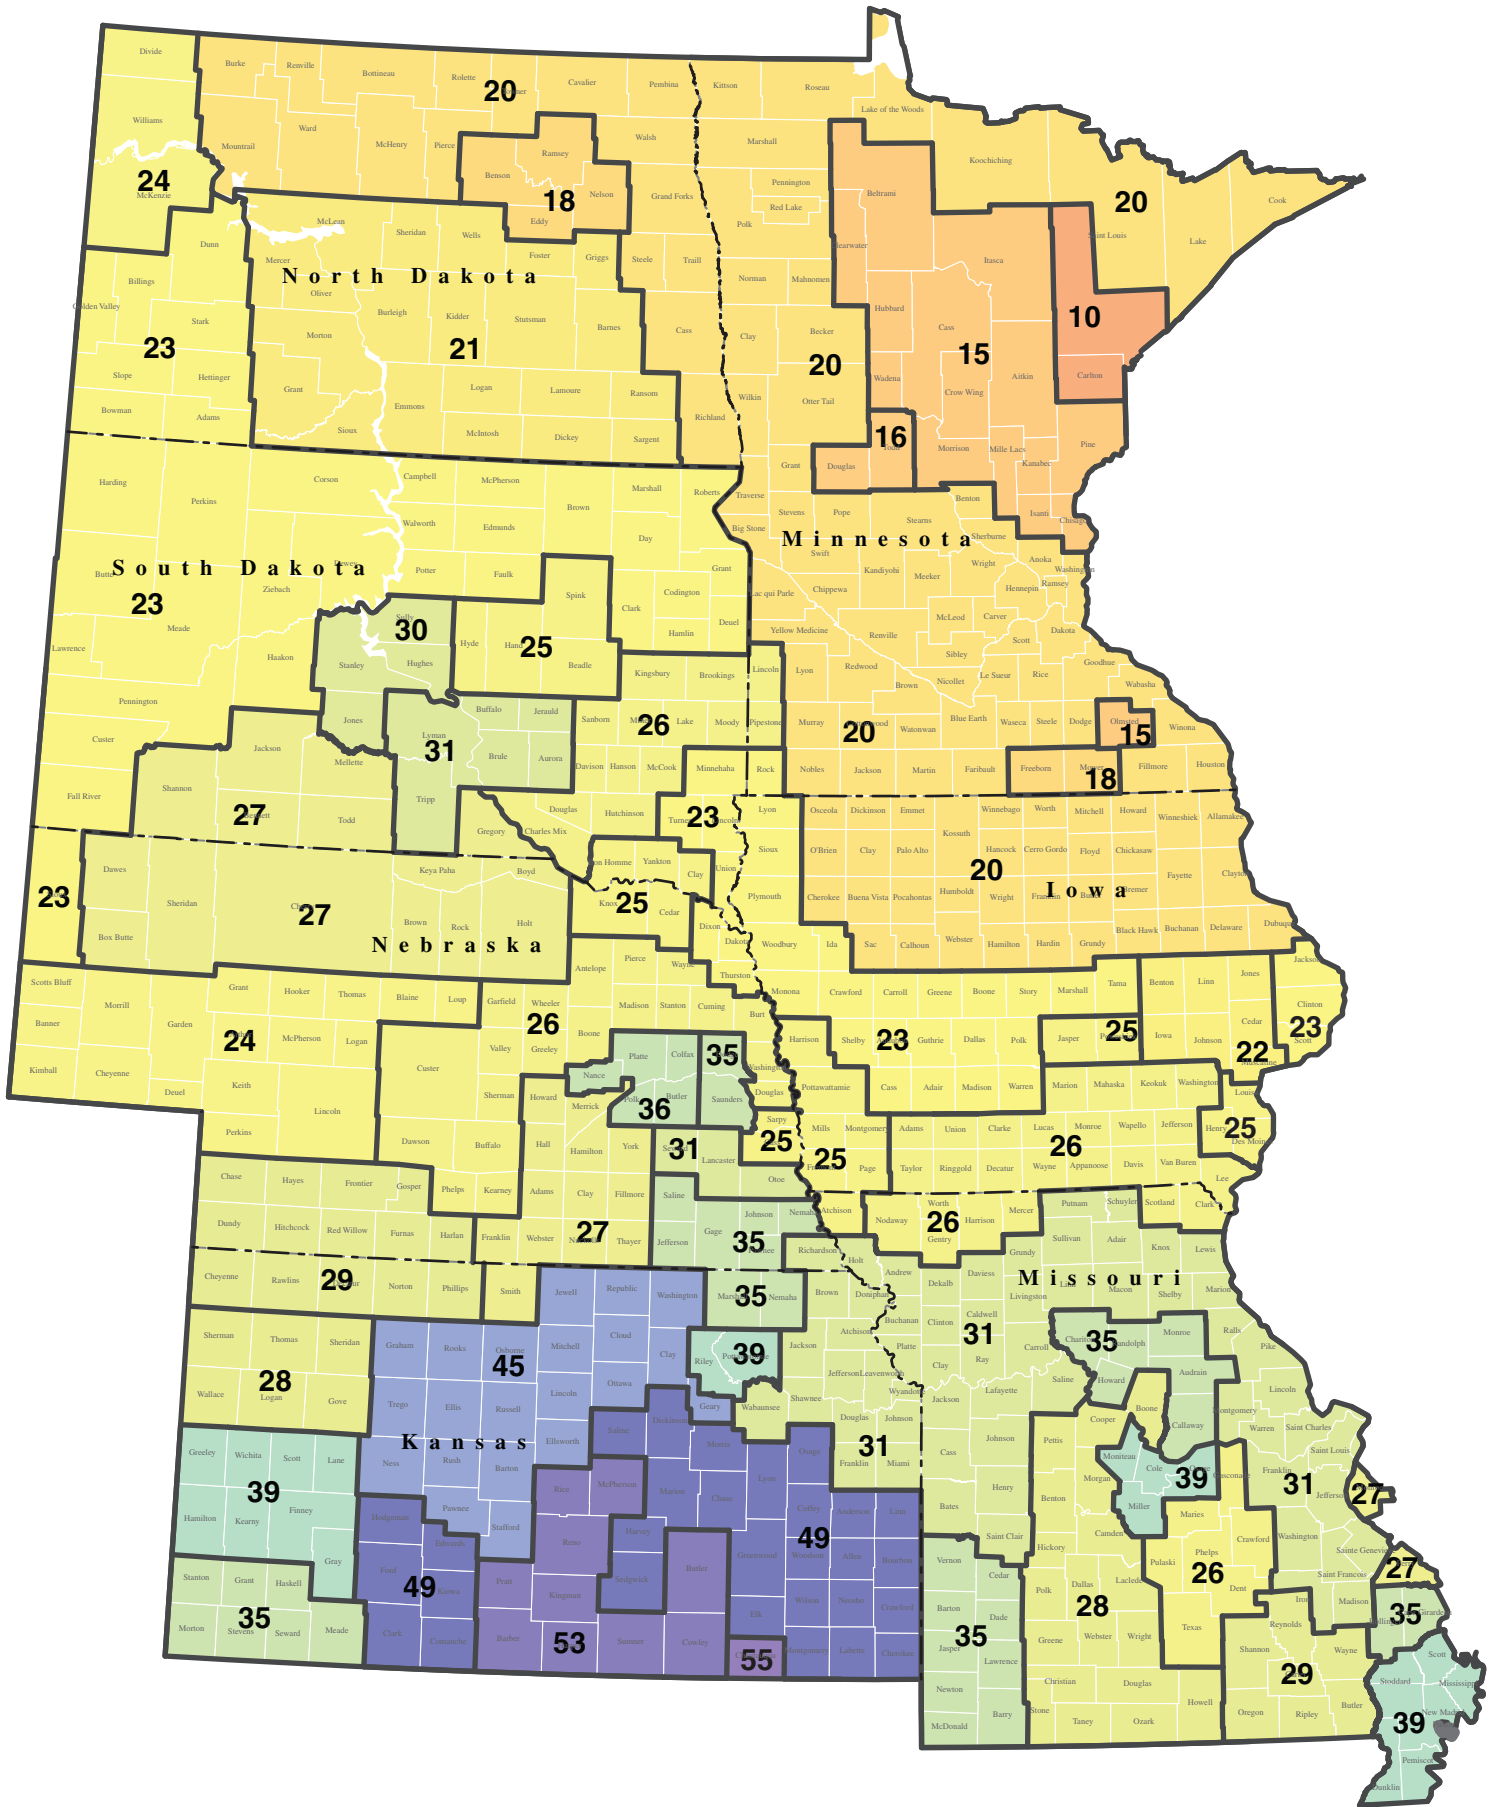 Divide
Burke
Renville
Bottineau
Rolette
20
Cavalier
Pembina
Kittson
Roseau
Lake of the Woods
Williams
Mountrail
Ward
McHenry
Pierce
Benson
Ramsey
Nelson
18
Eddy
Walsh
Grand Forks
Marshall
Pennington
Red Lake
Polk
Beltrami
Koochiching
20
Saint Louis
Lake
Cook
24
McKenzie
Dunn
McLean
Sheridan
Wells
Foster
Griggs
Steele
Traill
Norman
Mahnomen
Clearwater
Itasca
Mercer
North Dakota
Billings
Golden Valley
Oliver
Stark
Burleigh
Kidder
Stutsman
Barnes
Cass
Clay
Becker
Hubbard
Cass
10
23
Morton
21
20
15
Slope
Hettinger
Grant
Logan
Lamoure
Ransom
Wilkin
Otter Tail
Wadena
Crow Wing
Aitkin
Carlton
Bowman
Adams
Sioux
Emmons
McIntosh
Dickey
Sargent
Richland
16
Grant
Douglas
Morrison
Mille Lacs
Kanabec
Pine
Harding
Perkins
Corson
Campbell
McPherson
Brown
Marshall
Roberts
Traverse
Stevens
Pope
Stearns
Benton
Isanti
Chisago
Walworth
Edmunds
Day
Big Stone
Minnesota
Sherburne
South Dakota
Ziebach
Potter
Faulk
Grant
Swift
Kandiyohi
Meeker
Wright
Anoka
Washington
Ramsey
Hennepin
23
Meade
Sully
30
Hyde
25
Spink
Clark
Codington
Hamlin
Deuel
Lac qui Parle
Chippewa
Yellow Medicine
Renville
McLeod
Carver
Scott
Dakota
Sibley
Lawrence
Haakon
Stanley
Hughes
Beadle
Kingsbury
Brookings
Lincoln
Lyon
Redwood
Brown
Nicollet
Le Sueur
Rice
Goodhue
Wabasha
Pennington
Jones
Buffalo
Jerauld
Sanborn
26
Lake
Moody
Pipestone
Murray
20
Watonwan
Blue Earth
Waseca
Steele
Dodge
Olmsted
15
Winona
Custer
Jackson
Mellette
Lyman
31
Brule
Aurora
Davison
Hanson
McCook
Minnehaha
Rock
Nobles
Jackson
Martin
Faribault
Freeborn
Mower
18
Fillmore
Houston
Fall River
Shannon
27
Todd
Tripp
Gregory
Douglas
Charles Mix
Hutchinson
23
Lyon
Osceola
Dickinson
Emmet
Winnebago
Worth
Mitchell
Howard
Winneshiek
Allamakee
Kossuth
Dawes
Keya Paha
Boyd
Yankton
Clay
Union
Sioux
O'Brien
Clay
Palo Alto
Hancock
Cerro Gordo
Floyd
Chickasaw
20
Iowa
Fayette
Clayton
23
Sheridan
27
Brown
Rock
Holt
Knox
25
Cedar
Dixon
Plymouth
Cherokee
Buena Vista
Pocahontas
Humboldt
Wright
Franklin
Butler
Bremer
Box Butte
Nebraska
Dakota
Woodbury
Ida
Sac
Calhoun
Webster
Hamilton
Hardin
Grundy
Black Hawk
Buchanan
Delaware
Dubuque
Scotts Bluff
Morrill
Grant
Hooker
Thomas
Blaine
Loup
Garfield
Wheeler
Antelope
Pierce
Wayne
Thurston
Monona
Crawford
Carroll
Greene
Boone
Story
Marshall
Tama
Benton
Linn
Jones
Jackson
Banner
Garden
24
McPherson
Logan
26
Madison
Stanton
Cuming
Burt
Harrison
Shelby
23
Guthrie
Dallas
Polk
Jasper
25
Iowa
Johnson
Cedar
22
Clinton
23
Scott
Kimball
Cheyenne
Deuel
Keith
Lincoln
Custer
Valley
Greeley
Boone
Platte
Colfax
35
Washington
Sherman
Howard
Nance
Merrick
Polk
36
Butler
Saunders
Douglas
Pottawattamie
Cass
Adair
Madison
Warren
Marion
Mahaska
Keokuk
Washington
Perkins
Dawson
Buffalo
Hall
Hamilton
York
31
Lancaster
Sarpy
25
Mills
Montgomery
25
Page
Adams
Union
Clarke
Lucas
Monroe
Wapello
Jefferson
Henry
25
Des Moines
26
Taylor
Ringgold
Decatur
Wayne
Appanoose
Davis
Van Buren
Lee
Chase
Hayes
Frontier
Gosper
Phelps
Kearney
Adams
Clay
Fillmore
Saline
Otoe
Dundy
Hitchcock
Red Willow
Furnas
Harlan
Franklin
Webster
27
Thayer
Jefferson
Gage
Johnson
Nemaha
35
Richardson
Atchison
Nodaway
Worth
26
Gentry
Harrison
Mercer
Putnam
Schuyler
Scotland
Clark
Cheyenne
Rawlins
29
Norton
Phillips
Smith
Jewell
Republic
Washington
Marshall
35
Nemaha
Brown
Doniphan
Holt
Andrew
Dekalb
Daviess
Grundy
Sullivan
Adair
Knox
Lewis
Missouri
Livingston
Linn
Macon
Shelby
Marion
Sherman
Thomas
Sheridan
Graham
Rooks
Osborne
45
Mitchell
Cloud
Clay
Riley
39
Jackson
Atchison
Buchanan
Clinton
Caldwell
31
Ray
Carroll
Chariton
35
Randolph
Monroe
Ralls
Pike
Platte
Wallace
28
Logan
Gove
Trego
Ellis
Russell
Lincoln
Ottawa
Geary
Wabaunsee
Shawnee
Jefferson
Leavenworth
Wyandotte
Clay
Jackson
Lafayette
Saline
Howard
Boone
Audrain
Callaway
Montgomery
Lincoln
Warren
Saint Charles
Saint Louis
Greeley
Wichita
Scott
Lane
Kansas
Ness
Rush
Barton
Ellsworth
Saline
Dickinson
Morris
Osage
Douglas
Johnson
31
Franklin
Miami
Cass
Johnson
Pettis
Cooper
Moniteau
Cole
39
Gasconade
Franklin
31
Jefferson
27
39
Finney
Hamilton
Kearny
Hodgeman
Pawnee
Stafford
Rice
McPherson
Marion
Chase
Lyon
Coffey
Anderson
Linn
Bates
Henry
Benton
Morgan
Miller
Camden
Maries
Gray
Edwards
Ford
49
Kiowa
Reno
Harvey
Sedgwick
Butler
Greenwood
Woodson
49
Allen
Bourbon
Vernon
Saint Clair
Hickory
Pulaski
Phelps
26
Crawford
Dent
Washington
Sainte Genevieve
Saint Francois
27
Stanton
Grant
Haskell
Pratt
Kingman
Elk
Wilson
Neosho
Crawford
Cedar
Polk
Dallas
Laclede
28
Iron
Madison
35
Morton
35
Stevens
Seward
Meade
Clark
Comanche
Barber
53
Sumner
Cowley
55
Montgomery
Labette
Cherokee
Barton
Dade
Jasper
35
Lawrence
Greene
Webster
Wright
Texas
Reynolds
Shannon
Wayne
29
Scott
Stoddard
Mississippi
Newton
Barry
McDonald
Christian
Stone
Taney
Douglas
Ozark
Howell
Oregon
Ripley
Butler
39
New Madrid
Pemiscot
Dunklin